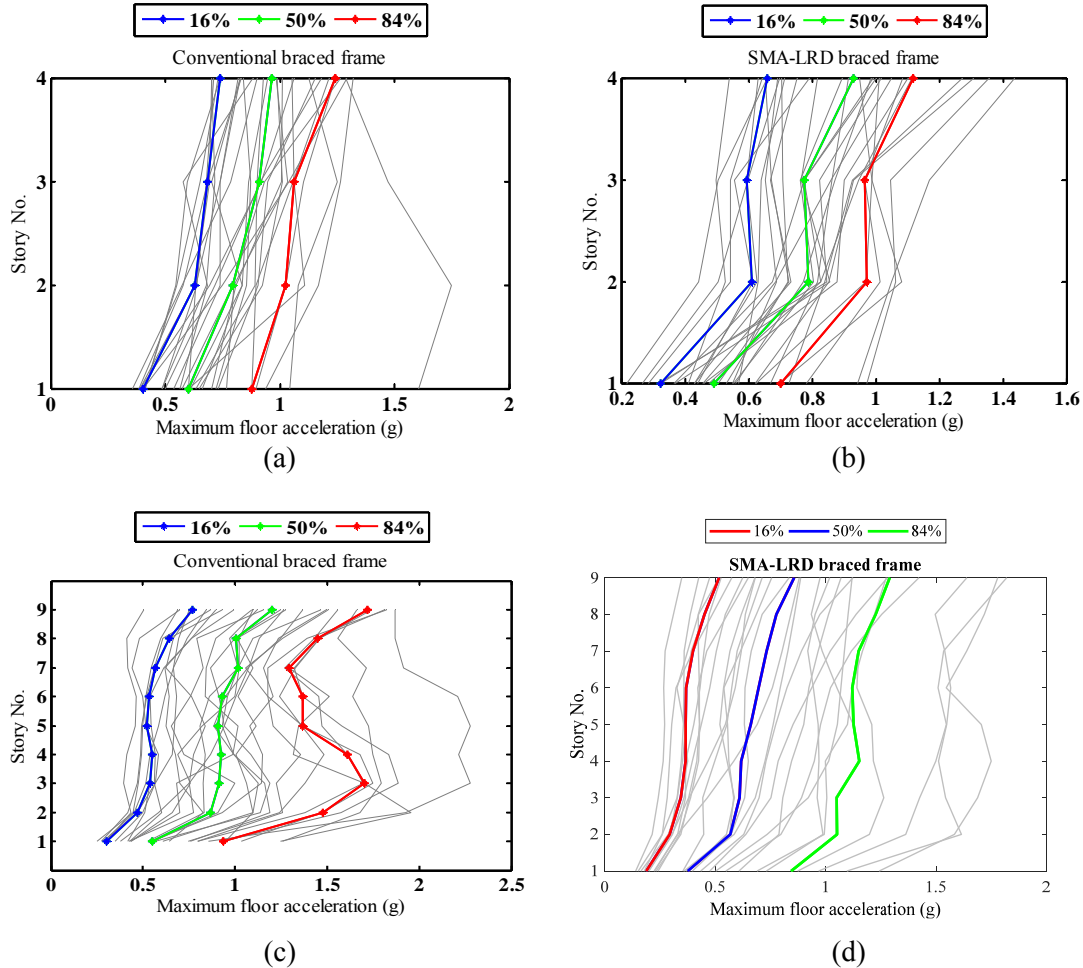 16% 50% 84%
Conventional braced frame
4
3
2
1
Story No.
0 0.5 1 1.5 2
Maximum floor acceleration (g)
(a)
16% 50% 84%
SMA-LRD braced frame
4
3
2
1
Story No.
0.2 0.4 0.6 0.8 1 1.2 1.4 1.6
Maximum floor acceleration (g)
(b)
16% 50% 84%
Conventional braced frame
9
8
7
6
5
4
3
2
1
Story No.
0 0.5 1 1.5 2 2.5
Maximum floor acceleration (g)
(c)
16% 50% 84%
SMA-LRD braced frame
9
8
7
6
5
4
3
2
1
Story No.
0 0.5 1 1.5 2
Maximum floor acceleration (g)
(d)